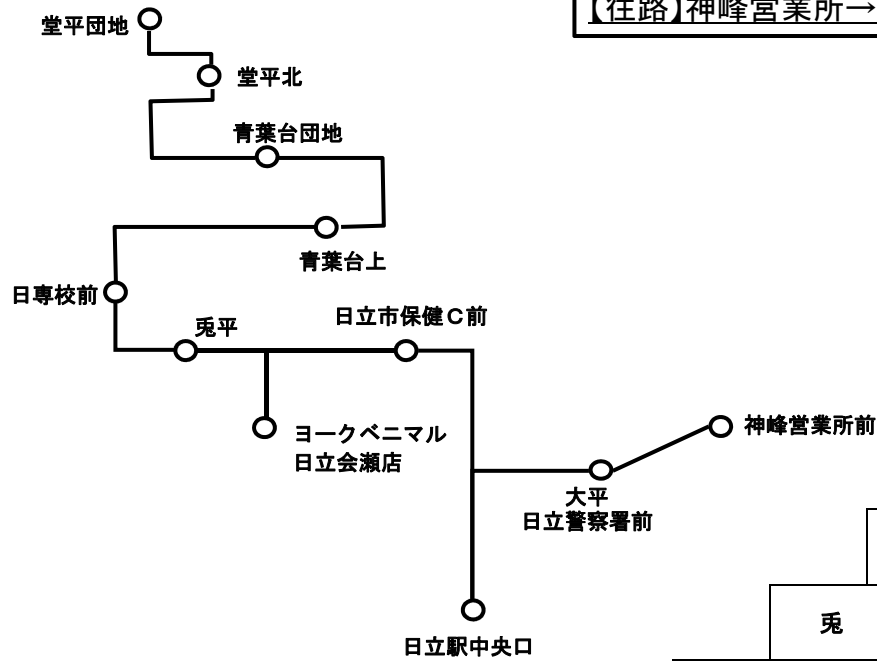 【往路】神峰営業所→
堂平団地
堂平北
青葉台団地
青葉台上
日専校前
兎平
日立市保健C前
ヨークベニマル
日立会瀬店
神峰営業所前
大平
日立警察署前
兎
日立駅中央口